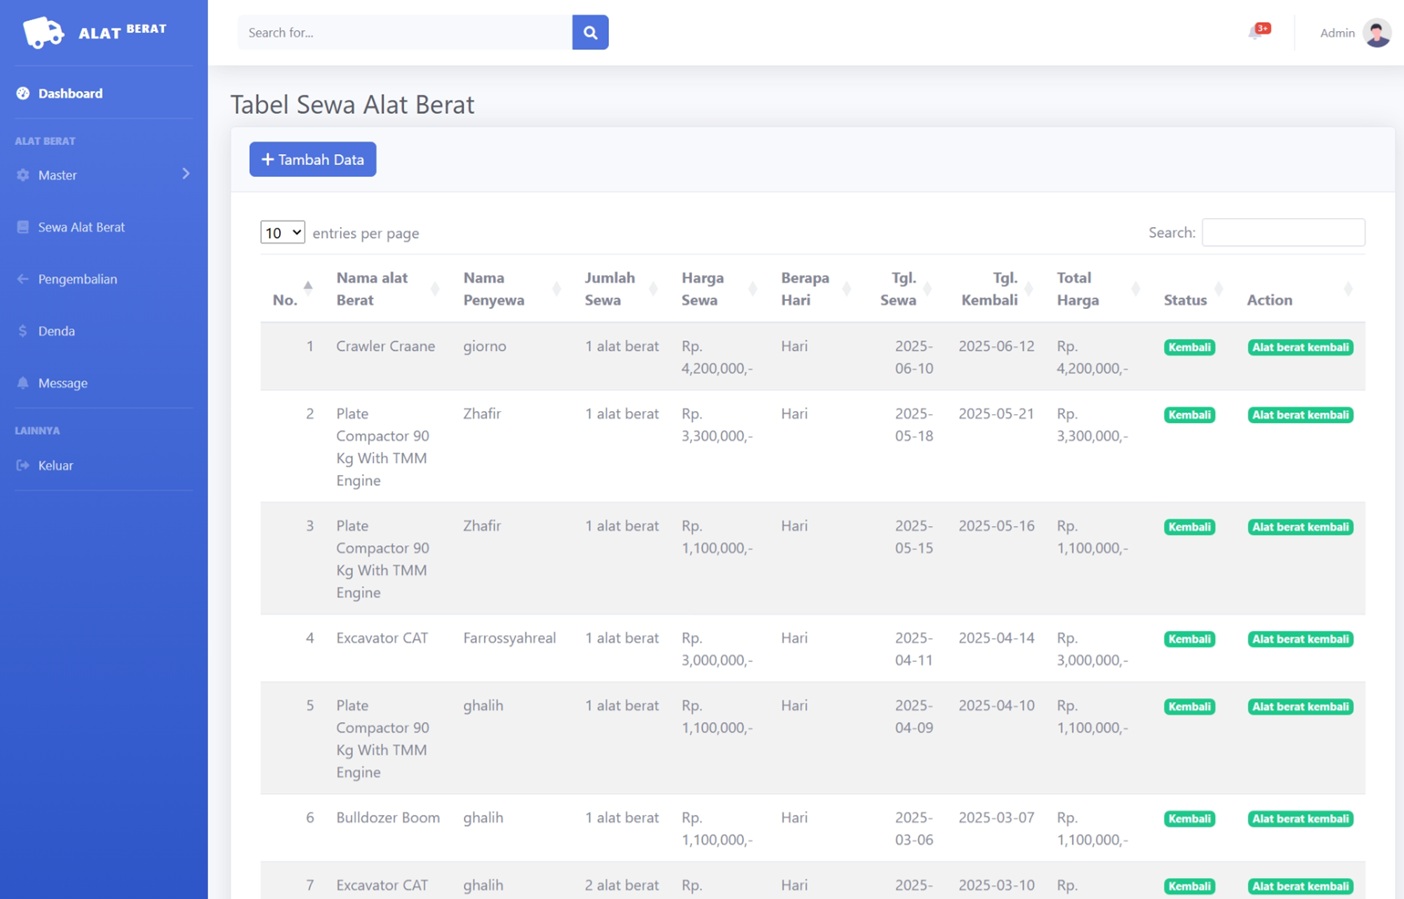 ALAT BERAT
Search for...
3+
Admin
Dashboard
ALAT BERAT
Master
Sewa Alat Berat
Pengembalian
Denda
Message
LAINNYA
Keluar
Tabel Sewa Alat Berat
Tambah Data
10 entries per page
Search:
No. Nama alat Berat Nama Penyewa Jumlah Sewa Harga Sewa Berapa Hari Tgl. Sewa Tgl. Kembali Total Harga Status Action
1 Crawler Craane giorno 1 alat berat Rp. 4,200,000,- Hari 2025-06-10 2025-06-12 Rp. 4,200,000,- Kembali Alat berat kembali
2 Plate Compactor 90 Kg With TMM Engine Zhafir 1 alat berat Rp. 3,300,000,- Hari 2025-05-18 2025-05-21 Rp. 3,300,000,- Kembali Alat berat kembali
3 Plate Compactor 90 Kg With TMM Engine Zhafir 1 alat berat Rp. 1,100,000,- Hari 2025-05-15 2025-05-16 Rp. 1,100,000,- Kembali Alat berat kembali
4 Excavator CAT Farrossyahreal 1 alat berat Rp. 3,000,000,- Hari 2025-04-11 2025-04-14 Rp. 3,000,000,- Kembali Alat berat kembali
5 Plate Compactor 90 Kg With TMM Engine ghalih 1 alat berat Rp. 1,100,000,- Hari 2025-04-09 2025-04-10 Rp. 1,100,000,- Kembali Alat berat kembali
6 Bulldozer Boom ghalih 1 alat berat Rp. 1,100,000,- Hari 2025-03-06 2025-03-07 Rp. 1,100,000,- Kembali Alat berat kembali
7 Excavator CAT ghalih 2 alat berat Rp. Hari 2025- 2025-03-10 Rp. Kembali Alat berat kembali